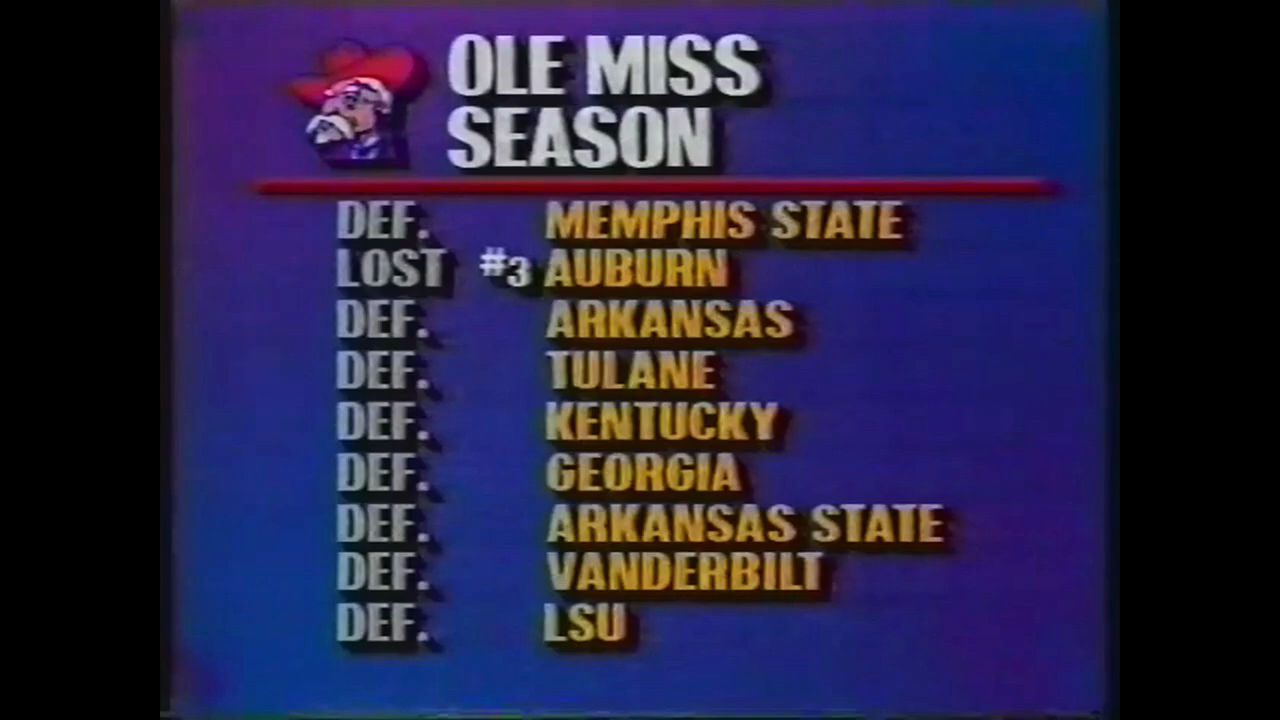 OLE MISS
SEASON
DEF. MEMPHIS STATE
LOST #3 AUBURN
DEF. ARKANSAS
DEF. TULANE
DEF. KENTUCKY
DEF. GEORGIA
DEF. ARKANSAS STATE
DEF. VANDERBILT
DEF. LSU